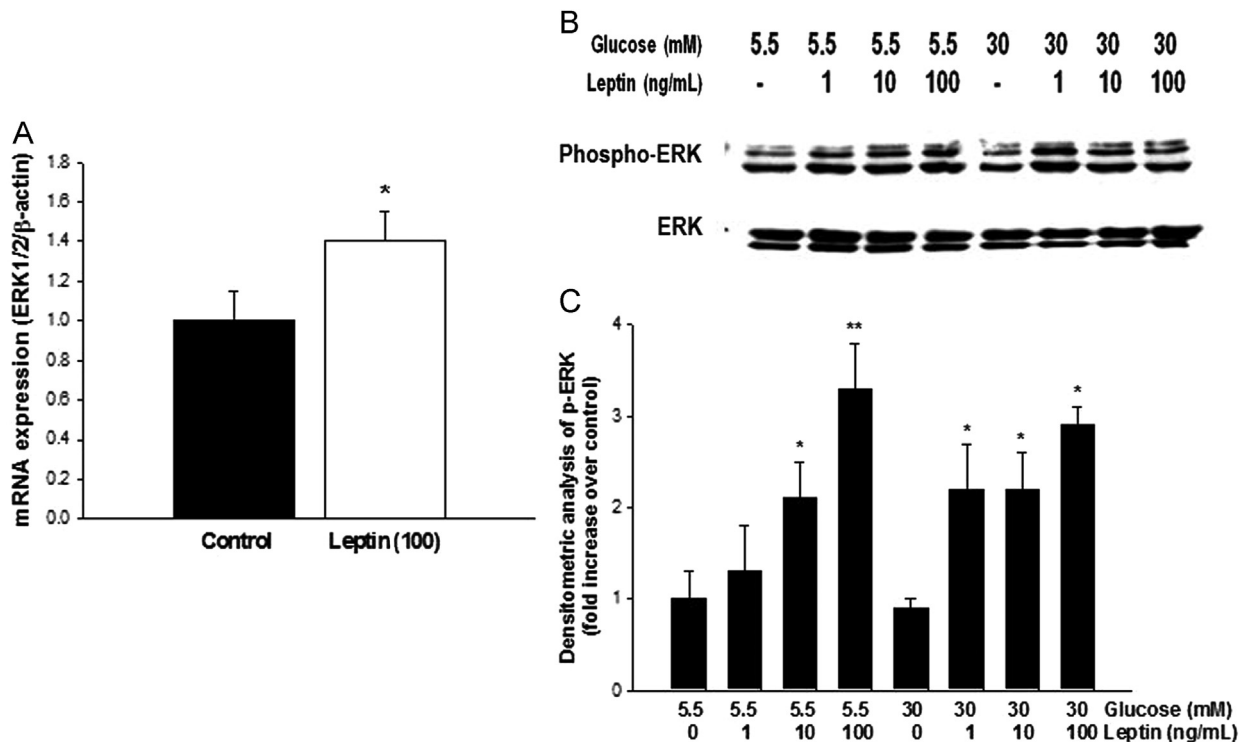 A
mRNA expression (ERK1/2/β-actin)
1.8
1.6
1.4
1.2
1.0
0.8
0.6
0.4
0.2
0.0
*
Control Leptin (100)
B
Glucose (mM) 5.5 5.5 5.5 5.5 30 30 30 30
Leptin (ng/mL) - 1 10 100 - 1 10 100
Phospho-ERK
ERK
C
Densitometric analysis of p-ERK
(fold increase over control)
4
3
2
1
0
* ** * * *
5.5 5.5 5.5 5.5 30 30 30 30 Glucose (mM)
0 1 10 100 0 1 10 100 Leptin (ng/mL)